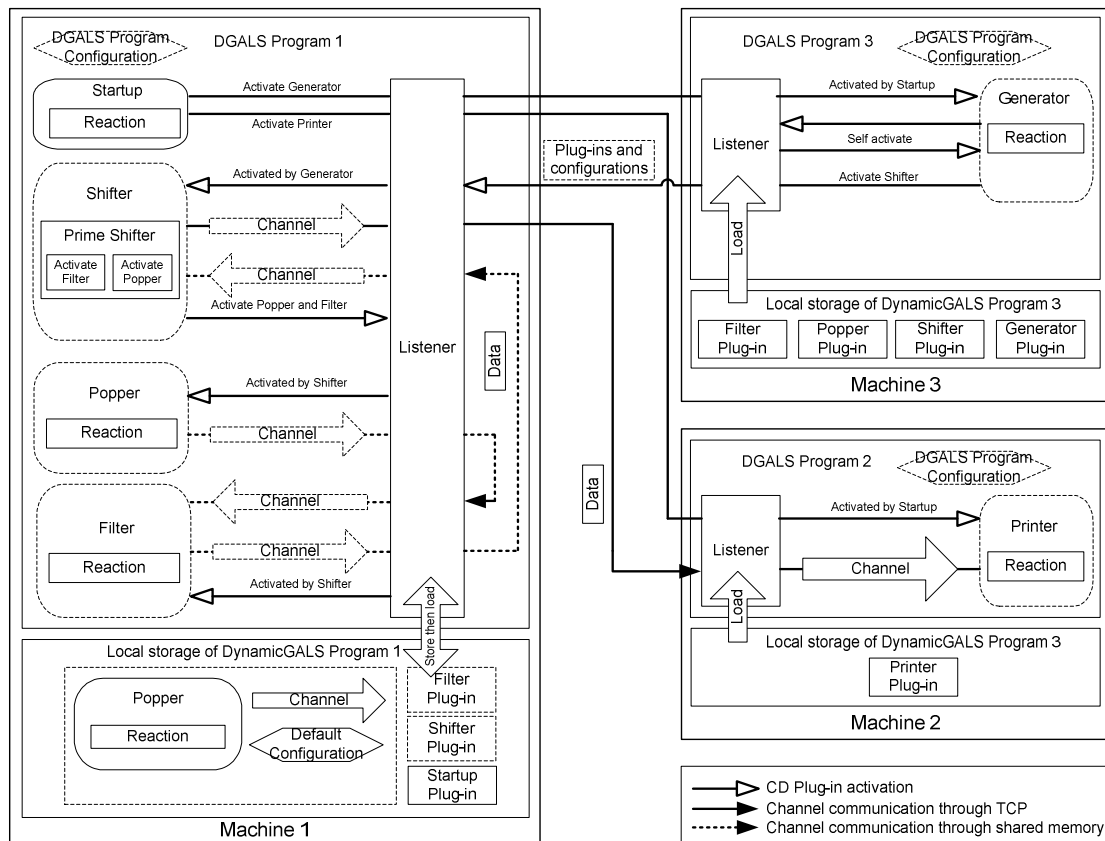 DGALS Program
Configuration
DGALS Program 1
Startup
Reaction
Activate Generator
Activate Printer
Shifter
Prime Shifter
Activate
Filter
Activate
Popper
Activated by Generator
Channel
Channel
Activate Popper and Filter
Popper
Reaction
Activated by Shifter
Channel
Filter
Reaction
Channel
Channel
Activated by Shifter
Listener
Store then load
Data
Data
Plug-ins and
configurations
Local storage of DynamicGALS Program 1
Popper
Reaction
Channel
Default
Configuration
Filter
Plug-in
Shifter
Plug-in
Startup
Plug-in
Machine 1
DGALS Program 3
DGALS Program
Configuration
Listener
Activated by Startup
Self activate
Activate Shifter
Generator
Reaction
Load
Local storage of DynamicGALS Program 3
Filter
Plug-in
Popper
Plug-in
Shifter
Plug-in
Generator
Plug-in
Machine 3
DGALS Program 2
DGALS Program
Configuration
Listener
Activated by Startup
Channel
Printer
Reaction
Load
Local storage of DynamicGALS Program 3
Printer
Plug-in
Machine 2
CD Plug-in activation
Channel communication through TCP
Channel communication through shared memory